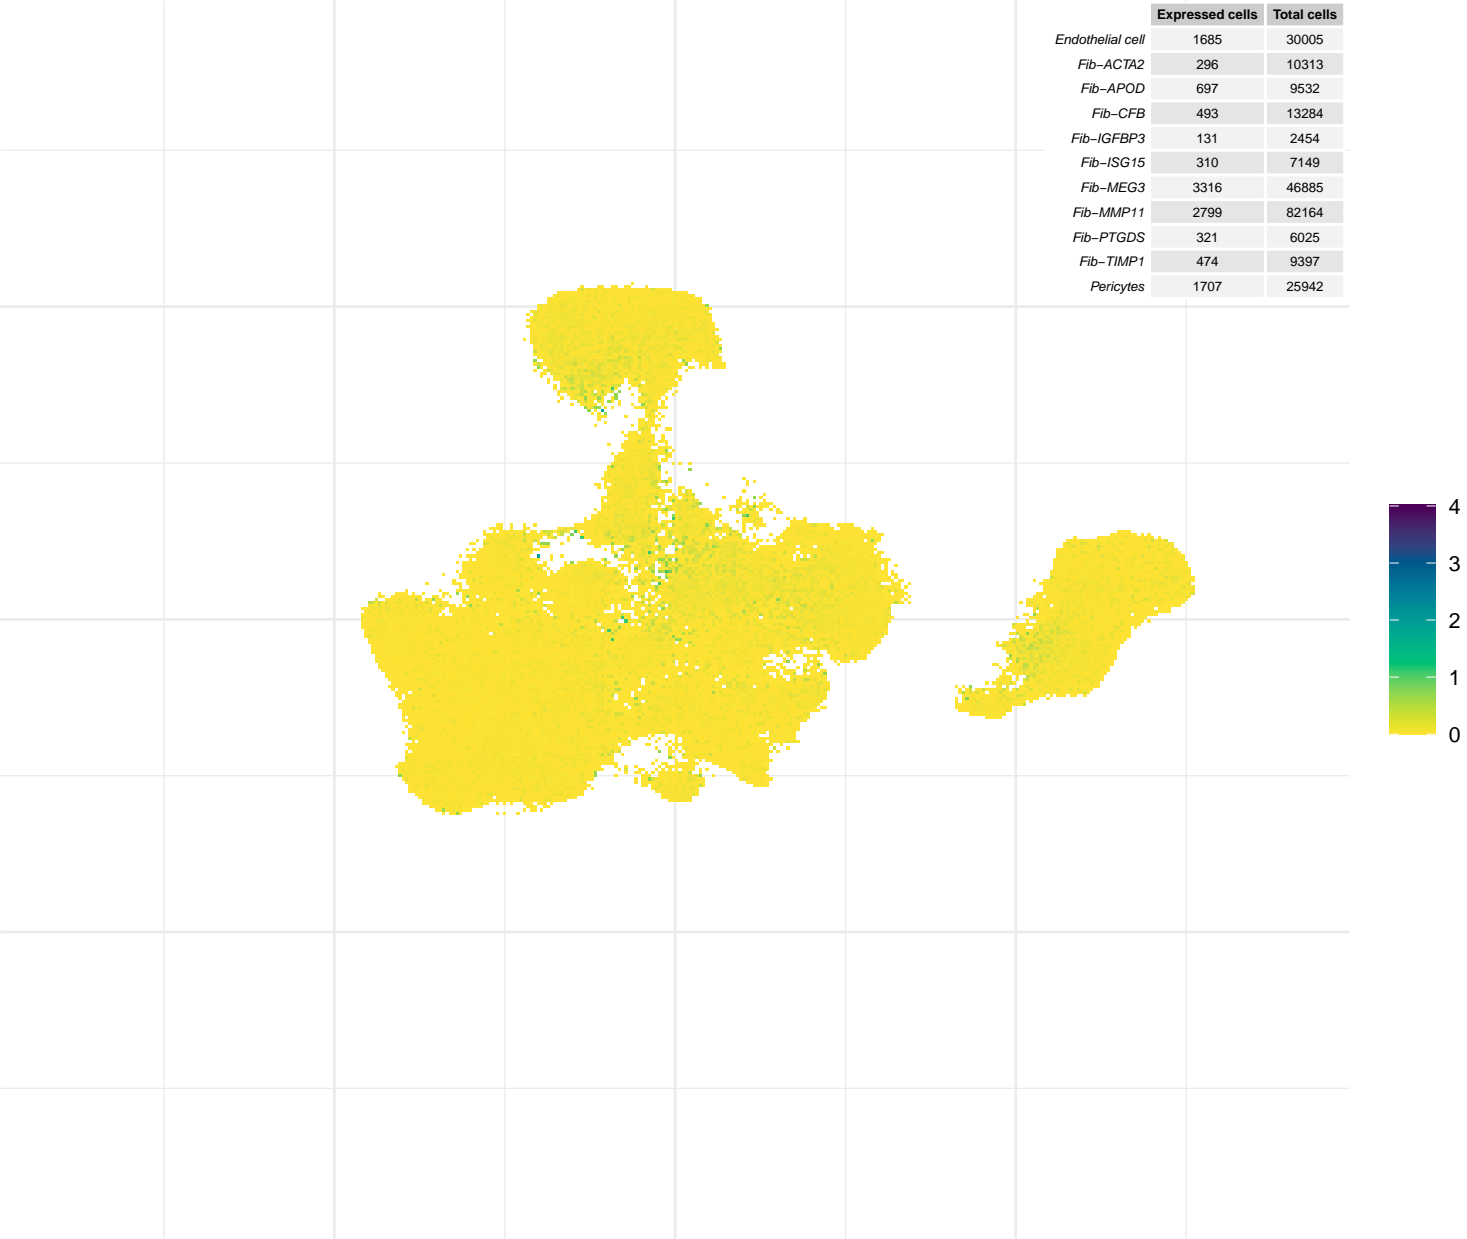 Expressed cells Total cells
Endothelial cell 1685 30005
Fib−ACTA2 296 10313
Fib−APOD 697 9532
Fib−CFB 493 13284
Fib−IGFBP3 131 2454
Fib−ISG15 310 7149
Fib−MEG3 3316 46885
Fib−MMP11 2799 82164
Fib−PTGDS 321 6025
Fib−TIMP1 474 9397
Pericytes 1707 25942
4
3
2
1
0